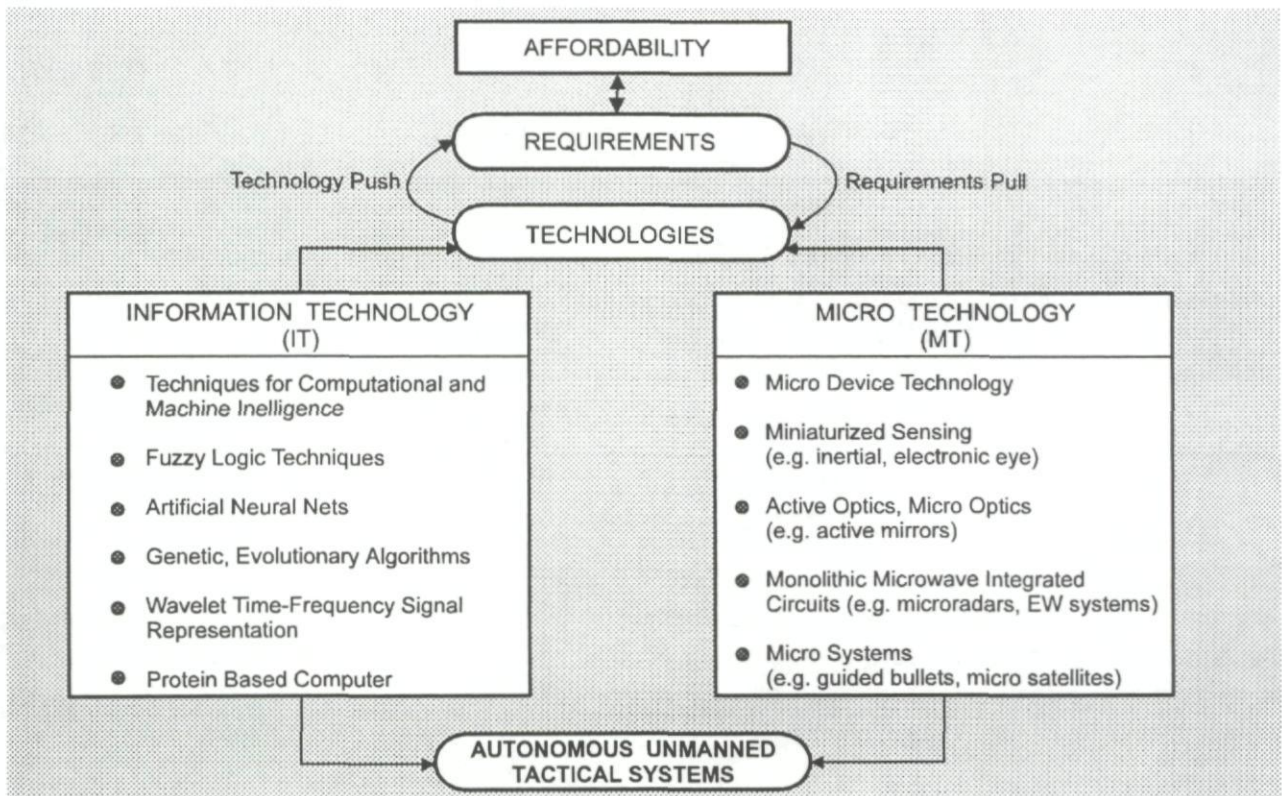 AFFORDABILITY
REQUIREMENTS
Technology Push
Requirements Pull
TECHNOLOGIES
INFORMATION TECHNOLOGY
(IT)
Techniques for Computational and
Machine Inelligence
Fuzzy Logic Techniques
Artificial Neural Nets
Genetic, Evolutionary Algorithms
Wavelet Time-Frequency Signal
Representation
Protein Based Computer
MICRO TECHNOLOGY
(MT)
Micro Device Technology
Miniaturized Sensing
(e.g. inertial, electronic eye)
Active Optics, Micro Optics
(e.g. active mirrors)
Monolithic Microwave Integrated
Circuits (e.g. microradars, EW systems)
Micro Systems
(e.g. guided bullets, micro satellites)
AUTONOMOUS UNMANNED
TACTICAL SYSTEMS